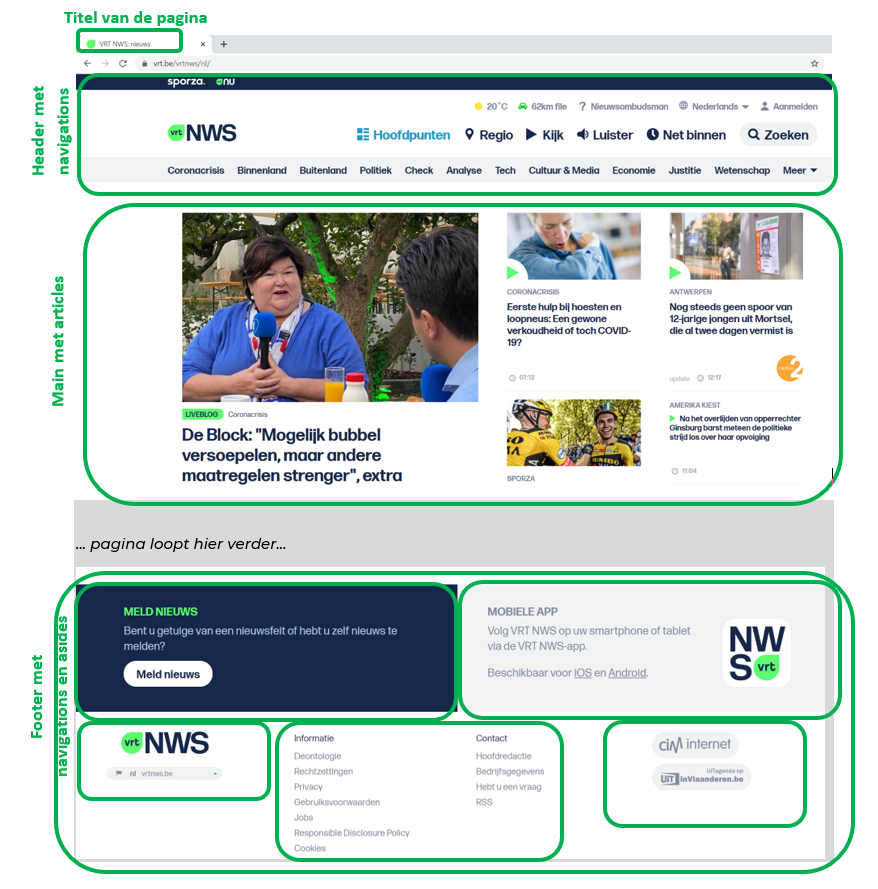 Titel van de pagina
VRT NWS: nieuws
vrt.be/vrtnws/nl/
Header met
navigations
sporza. nu
20°C 62km file ? Nieuwsombudsman Nederlands Aanmelden
vrt NWS Hoofdpunten Regio Kijk Luister Net binnen Zoeken
Coronacrisis Binnenland Buitenland Politiek Check Analyse Tech Cultuur & Media Economie Justitie Wetenschap Meer
Main met articles
LIVEBLOG Coronacrisis
De Block: "Mogelijk bubbel
versoepelen, maar andere
maatregelen strenger", extra
CORONACRISIS
Eerste hulp bij hoesten en
loopneus: Een gewone
verkoudheid of toch COVID-
19?
07:12
SPORZA
ANTWERPEN
Nog steeds geen spoor van
12-jarige jongen uit Mortsel,
die al twee dagen vermist is
update 12:17
radio 2
AMERIKA KIEST
Na het overlijden van opperrechter
Ginsburg barst meteen de politieke
strijd los over haar opvolging
11:04
... pagina loopt hier verder...
Footer met
navigations en asides
MELD NIEUWS
Bent u getuige van een nieuwsfeit of hebt u zelf nieuws te
melden?
Meld nieuws
MOBIELE APP
Volg VRT NWS op uw smartphone of tablet
via de VRT NWS-app.
Beschikbaar voor iOS en Android.
NW
S vrt
vrt NWS
nl vrtnws.be
Informatie
Deontologie
Rechtzettingen
Privacy
Gebruiksvoorwaarden
Jobs
Responsible Disclosure Policy
Cookies
Contact
Hoofdredactie
Bedrijfsgegevens
Hebt u een vraag
RSS
cim internet
UiTagenda op
UiT inVlaanderen.be